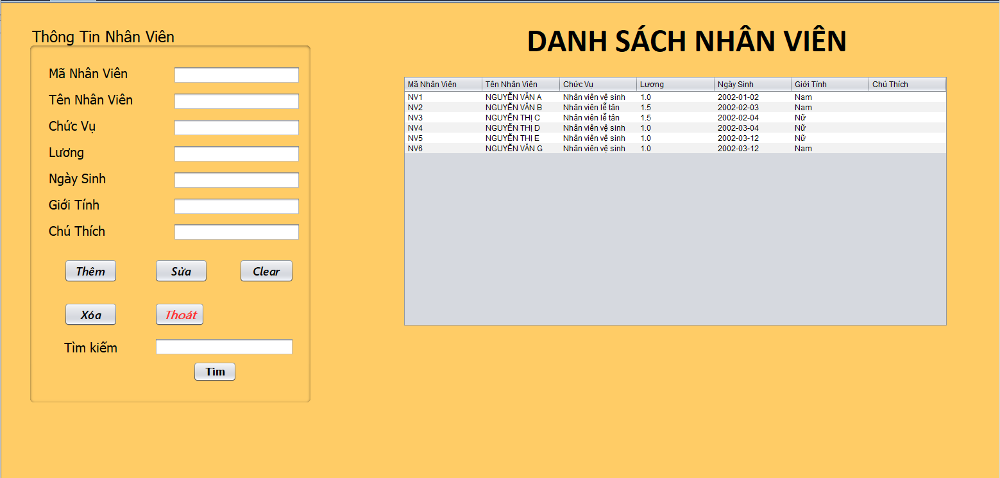 Thông Tin Nhân Viên
Mã Nhân Viên
Tên Nhân Viên
Chức Vụ
Lương
Ngày Sinh
Giới Tính
Chú Thích
Thêm Sửa Clear
Xóa Thoát
Tìm kiếm
Tìm
DANH SÁCH NHÂN VIÊN
Mã Nhân Viên Tên Nhân Viên Chức Vụ Lương Ngày Sinh Giới Tính Chú Thích
NV1 NGUYỄN VĂN A Nhân viên vệ sinh 1.0 2002-01-02 Nam
NV2 NGUYỄN VĂN B Nhân viên lễ tân 1.5 2002-02-03 Nam
NV3 NGUYỄN THỊ C Nhân viên lễ tân 1.5 2002-02-04 Nữ
NV4 NGUYỄN THỊ D Nhân viên vệ sinh 1.0 2002-03-04 Nữ
NV5 NGUYỄN THỊ E Nhân viên vệ sinh 1.0 2002-03-12 Nữ
NV6 NGUYỄN VĂN G Nhân viên vệ sinh 1.0 2002-03-12 Nam